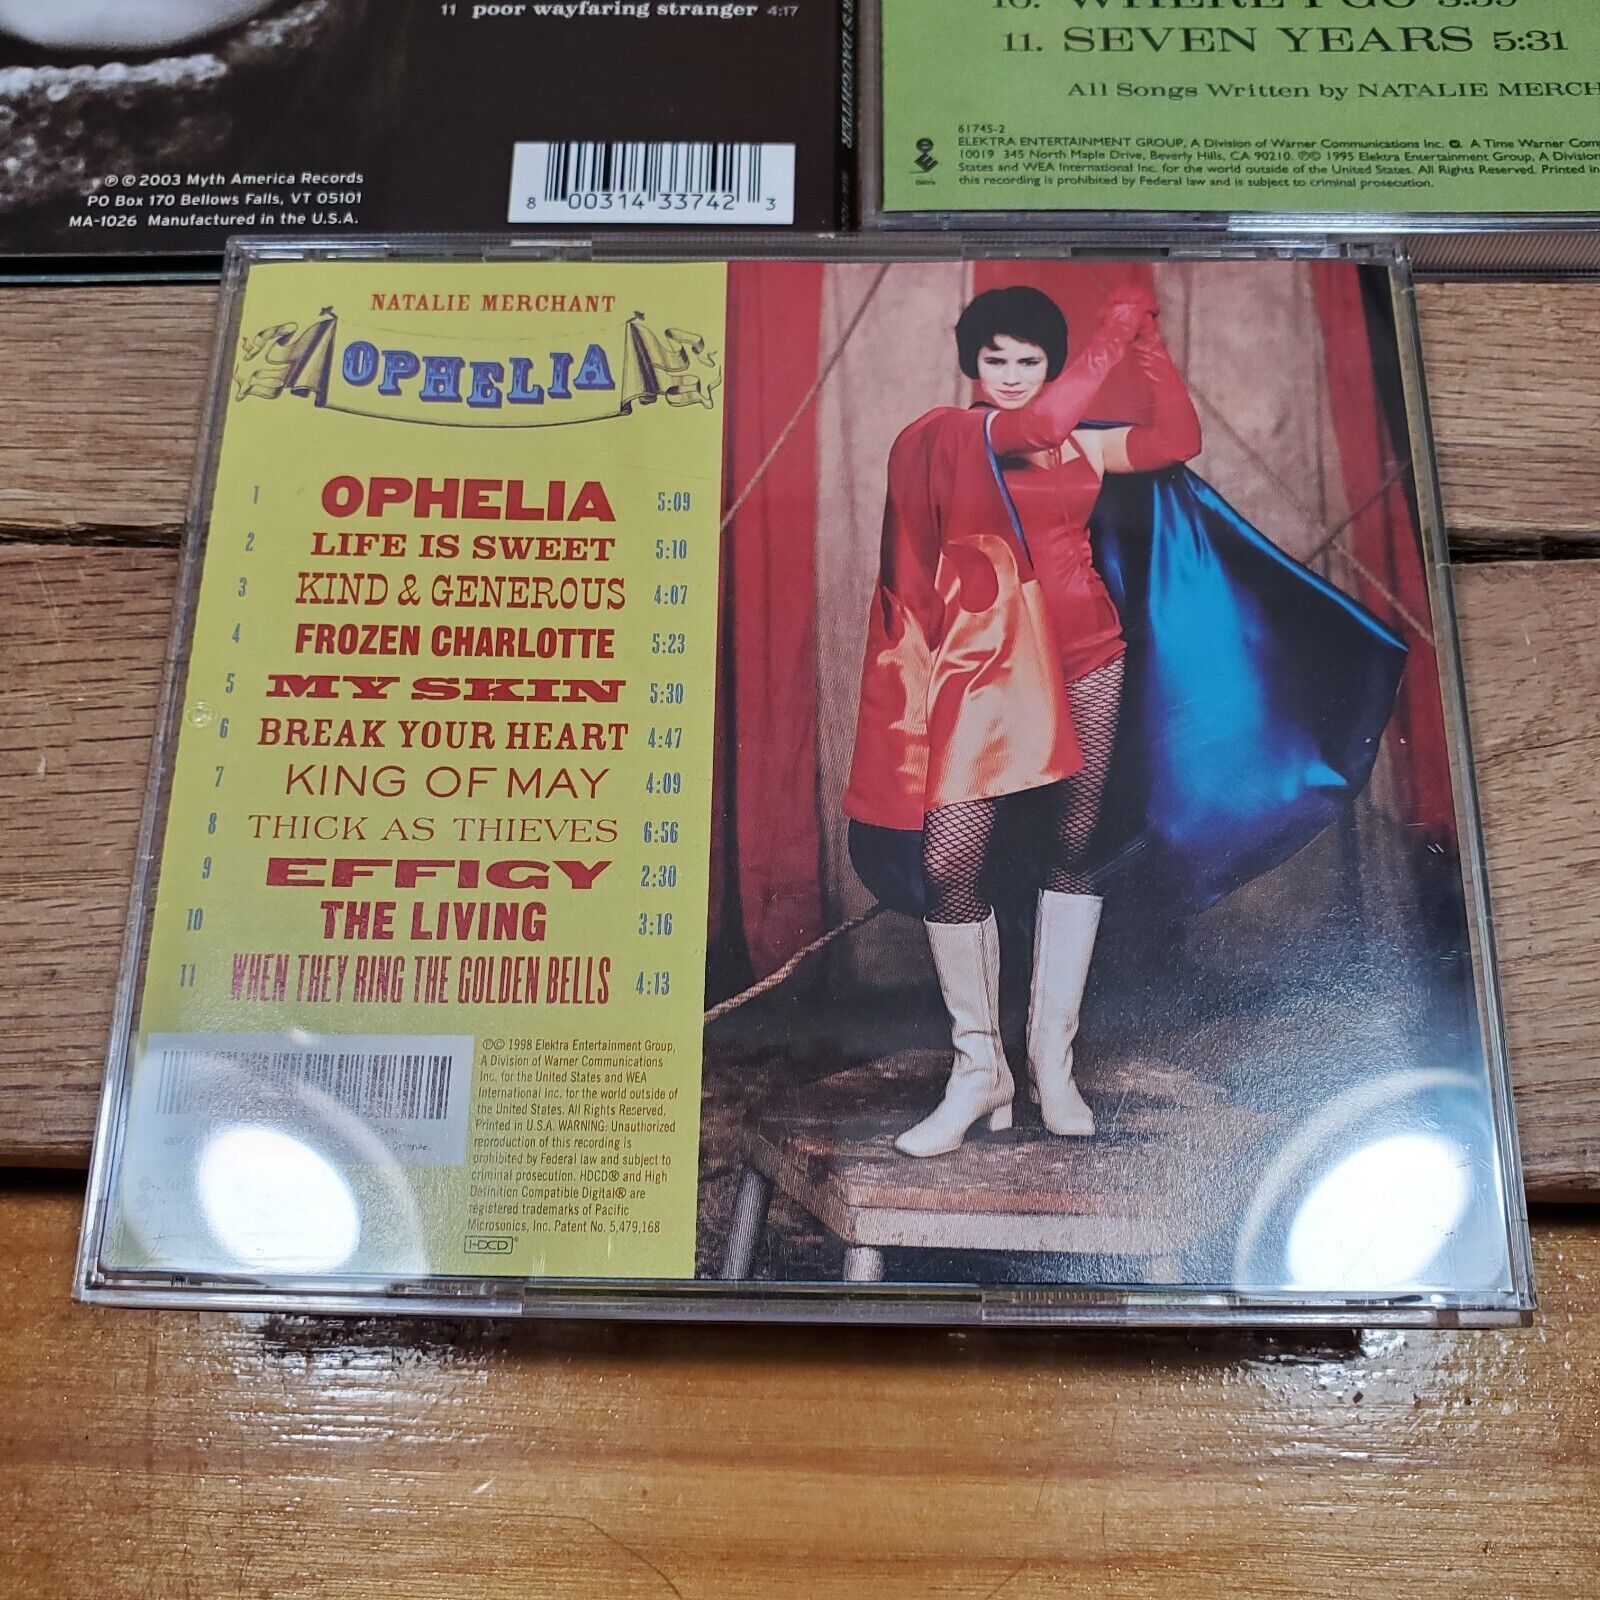 11 poor wayfaring stranger 4:17
℗ © 2003 Myth America Records
PO Box 170 Bellows Falls, VT 05101
MA-1026 Manufactured in the U.S.A.
8 00314 33742 3
DAUGHTER
10. WHERE I GO 3:59
11. SEVEN YEARS 5:31
All Songs Written by NATALIE MERCH
61745-2
ELEKTRA ENTERTAINMENT GROUP, A Division of Warner Communications Inc. A Time Warner Com
10019 345 North Maple Drive, Beverly Hills, CA 90210. ℗© 1995 Elektra Entertainment Group, A Division
States and WEA International Inc. for the world outside of the United States. All Rights Reserved. Printed in
this recording is prohibited by Federal law and is subject to criminal prosecution.
NATALIE MERCHANT
OPHELIA
1 OPHELIA 5:09
2 LIFE IS SWEET 5:10
3 KIND & GENEROUS 4:07
4 FROZEN CHARLOTTE 5:23
5 MY SKIN 5:30
6 BREAK YOUR HEART 4:47
7 KING OF MAY 4:09
8 THICK AS THIEVES 6:56
9 EFFIGY 2:30
10 THE LIVING 3:16
11 WHEN THEY RING THE GOLDEN BELLS 4:13
℗© 1998 Elektra Entertainment Group,
A Division of Warner Communications
Inc. for the United States and WEA
International Inc. for the world outside of
the United States. All Rights Reserved.
Printed in U.S.A. WARNING: Unauthorized
reproduction of this recording is
prohibited by Federal law and subject to
criminal prosecution. HDCD® and High
Definition Compatible Digital® are
registered trademarks of Pacific
Microsonics, Inc. Patent No. 5,479,168
HDCD®